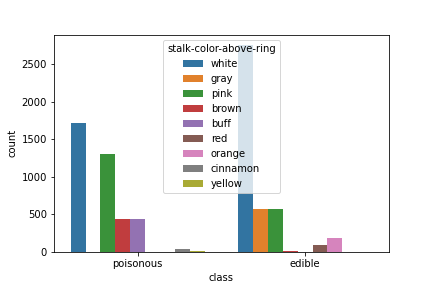 stalk-color-above-ring
white
gray
pink
brown
buff
red
orange
cinnamon
yellow
2500
2000
1500
1000
500
0
count
poisonous edible
class